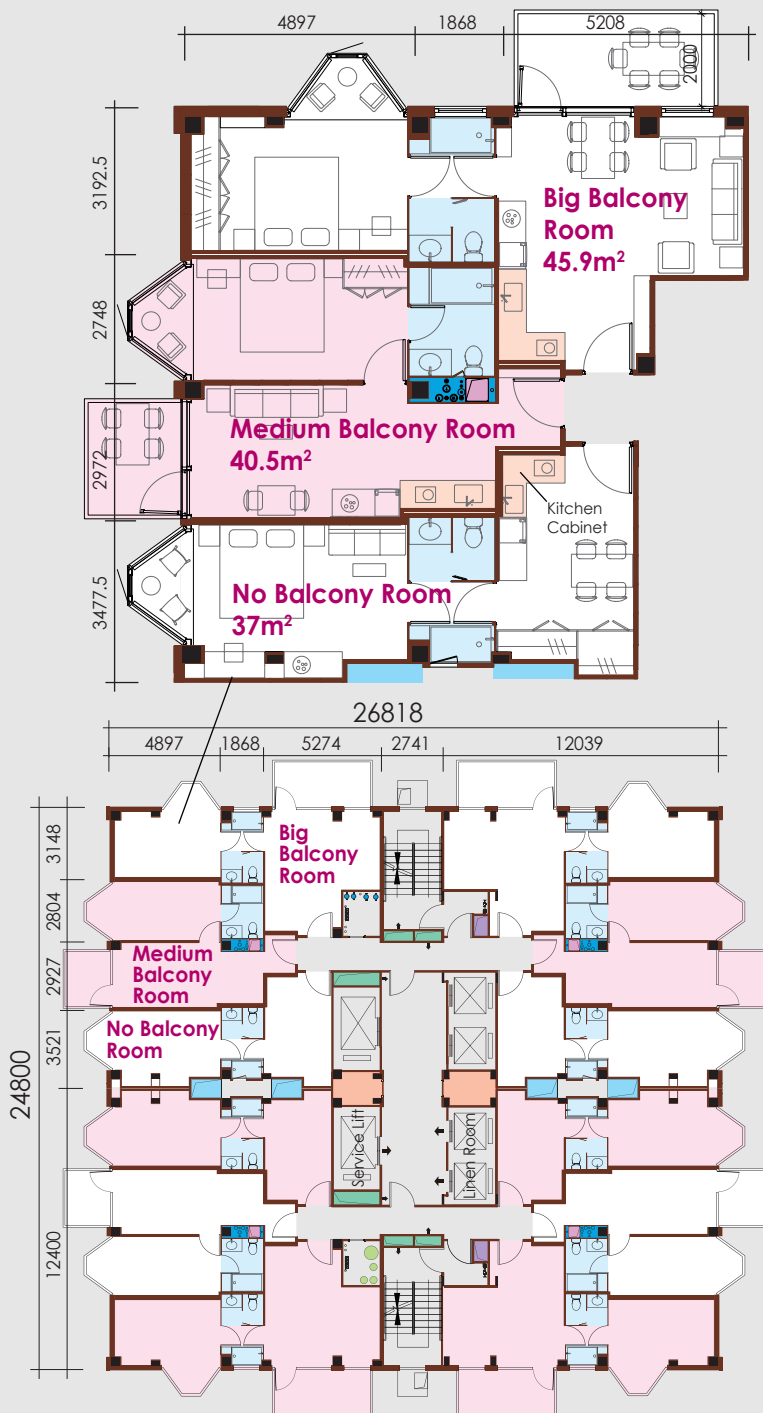 4897
1868
5208
2000
3192.5
Big Balcony
Room
45.9m²
2748
Medium Balcony Room
40.5m²
2972
Kitchen
Cabinet
No Balcony Room
37m²
3477.5
26818
4897
1868
5274
2741
12039
3148
Big
Balcony
Room
2804
2927
Medium
Balcony
Room
No Balcony
Room
3521
24800
Service Lift
Linen Room
12400